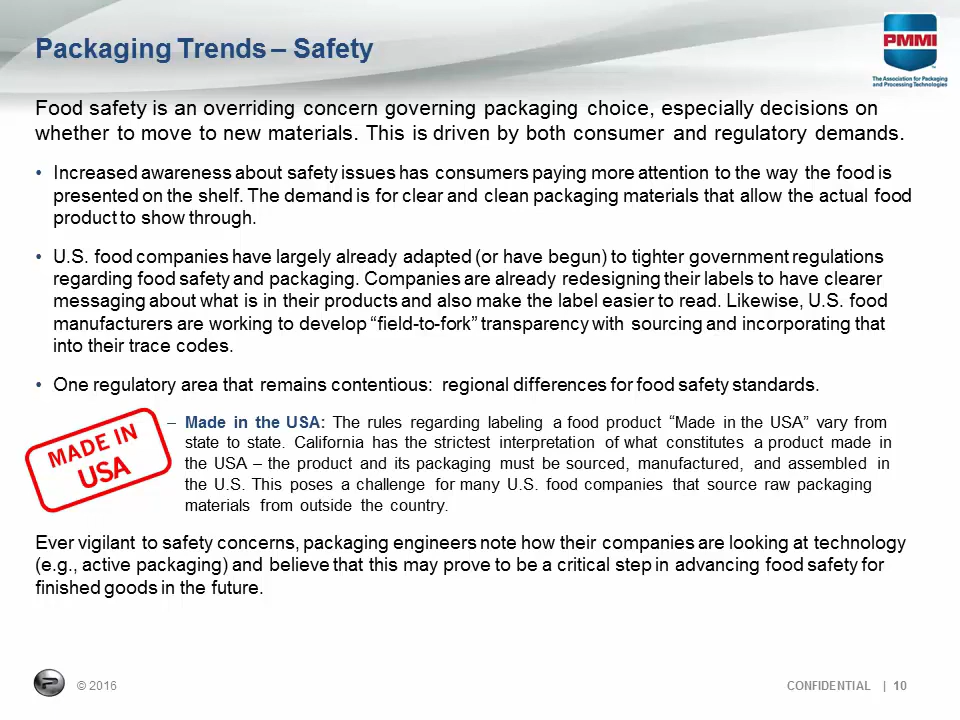 Packaging Trends – Safety
PMMI
The Association for Packaging
and Processing Technologies
Food safety is an overriding concern governing packaging choice, especially decisions on
whether to move to new materials. This is driven by both consumer and regulatory demands.
• Increased awareness about safety issues has consumers paying more attention to the way the food is
presented on the shelf. The demand is for clear and clean packaging materials that allow the actual food
product to show through.
• U.S. food companies have largely already adapted (or have begun) to tighter government regulations
regarding food safety and packaging. Companies are already redesigning their labels to have clearer
messaging about what is in their products and also make the label easier to read. Likewise, U.S. food
manufacturers are working to develop “field-to-fork” transparency with sourcing and incorporating that
into their trace codes.
• One regulatory area that remains contentious: regional differences for food safety standards.
MADE IN
USA
– Made in the USA: The rules regarding labeling a food product “Made in the USA” vary from
state to state. California has the strictest interpretation of what constitutes a product made in
the USA – the product and its packaging must be sourced, manufactured, and assembled in
the U.S. This poses a challenge for many U.S. food companies that source raw packaging
materials from outside the country.
Ever vigilant to safety concerns, packaging engineers note how their companies are looking at technology
(e.g., active packaging) and believe that this may prove to be a critical step in advancing food safety for
finished goods in the future.
P
© 2016
CONFIDENTIAL | 10